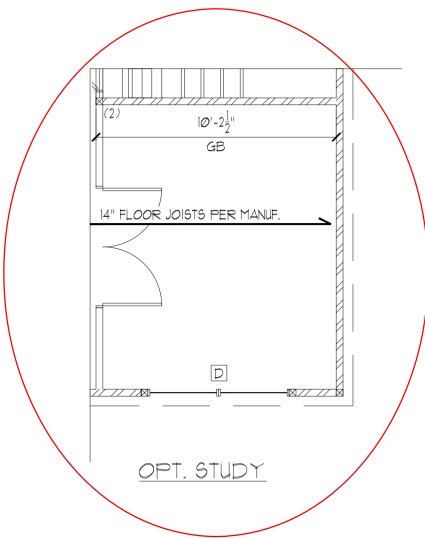 (2)
10'-2½"
GB
14" FLOOR JOISTS PER MANUF.
D
OPT. STUDY